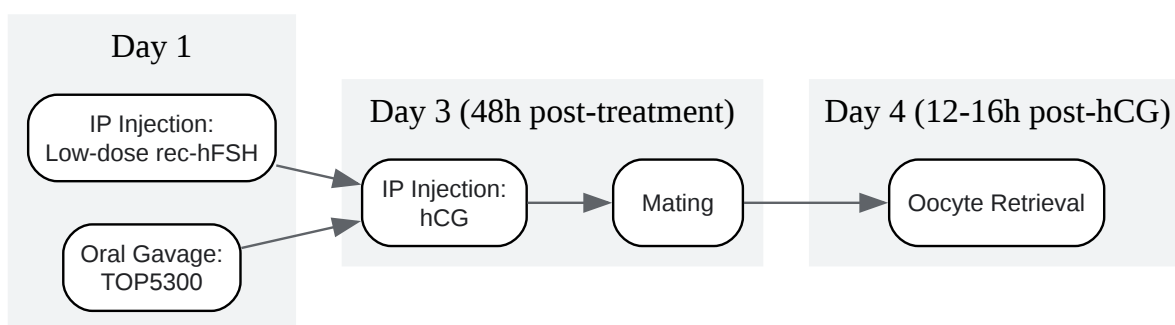 Day 1
IP Injection:
Low-dose rec-hFSH
Oral Gavage:
TOP5300
Day 3 (48h post-treatment)
IP Injection:
hCG
Mating
Day 4 (12-16h post-hCG)
Oocyte Retrieval